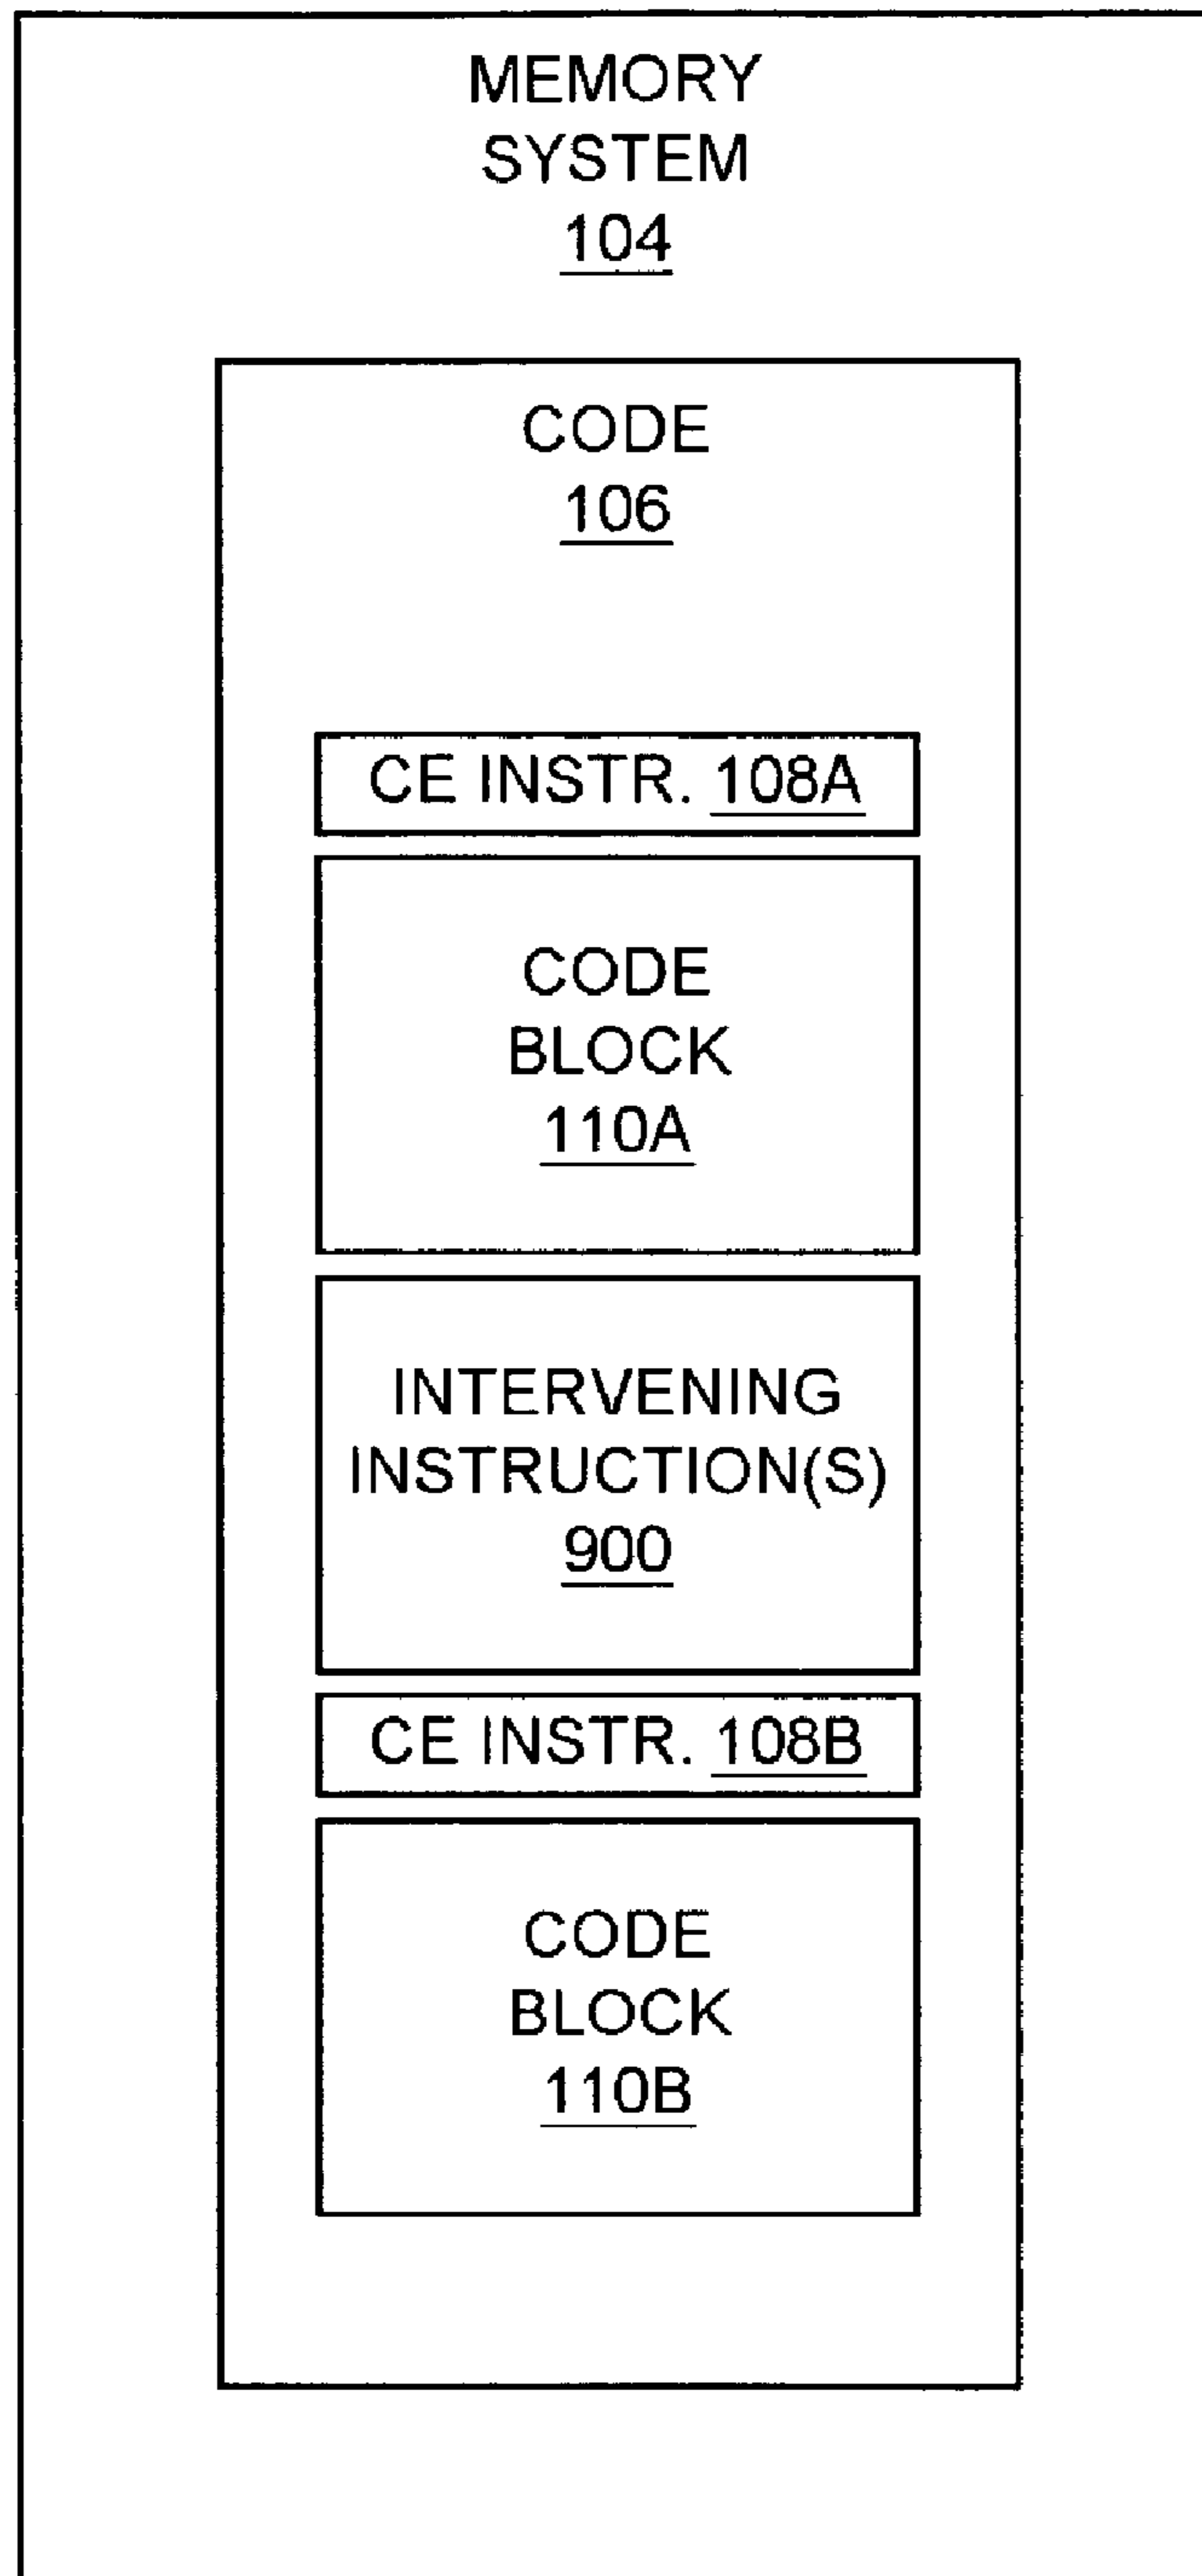 MEMORY
SYSTEM
104
CODE
106
CE INSTR. 108A
CODE
BLOCK
110A
INTERVENING
INSTRUCTION(S)
900
CE INSTR. 108B
CODE
BLOCK
110B